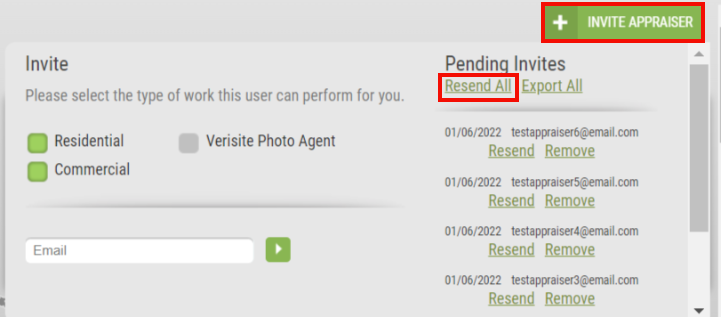 + INVITE APPRAISER
Invite
Please select the type of work this user can perform for you.
Residential
Verisite Photo Agent
Commercial
Email
Pending Invites
Resend All Export All
01/06/2022 testappraiser6@email.com
Resend Remove
01/06/2022 testappraiser5@email.com
Resend Remove
01/06/2022 testappraiser4@email.com
Resend Remove
01/06/2022 testappraiser3@email.com
Resend Remove